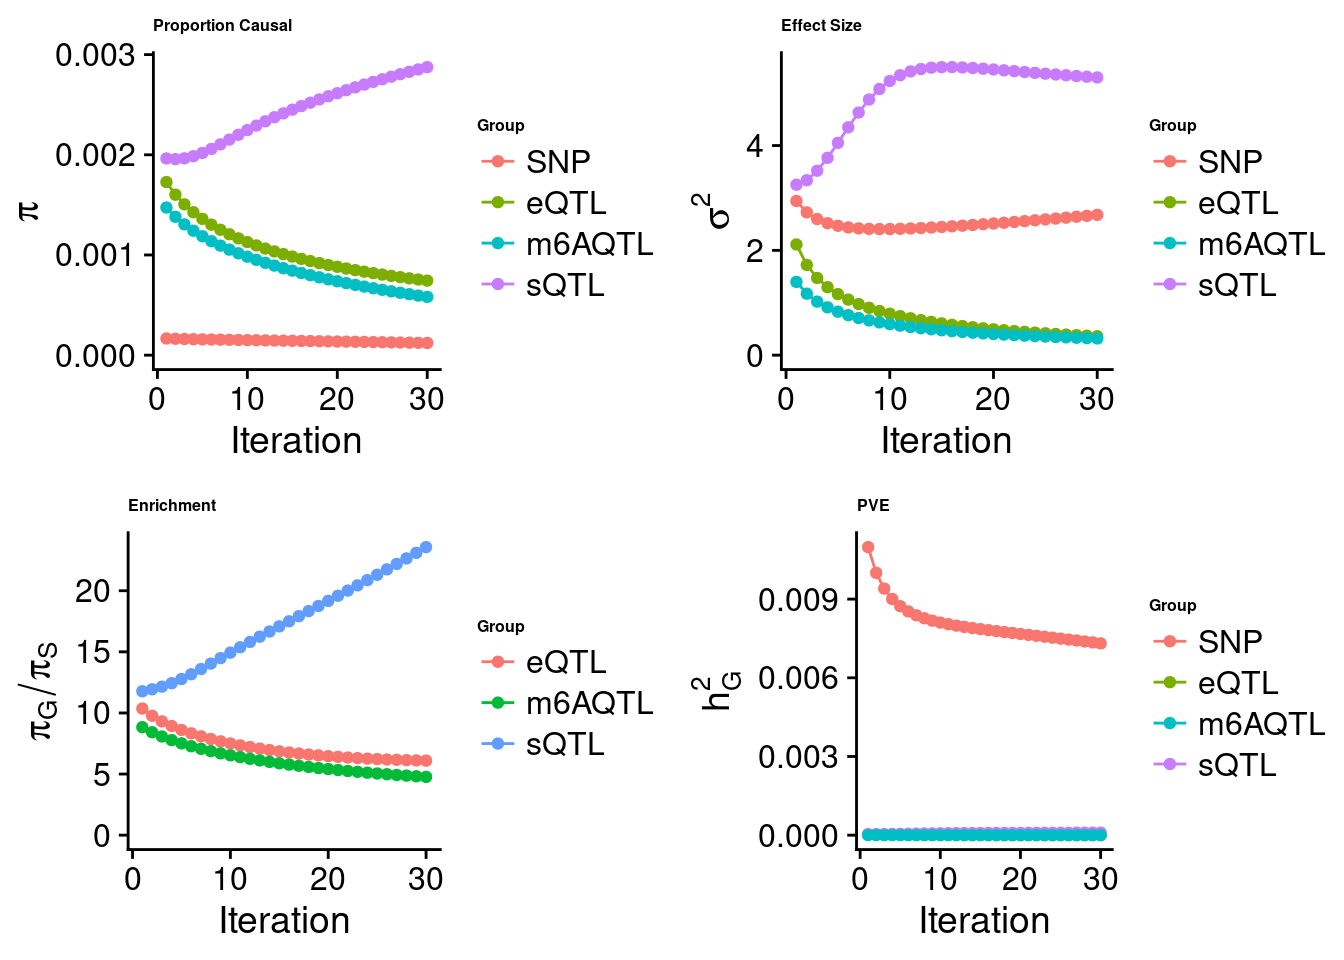 Proportion Causal
0.003
0.002
0.001
0.000
π
0 10 20 30
Iteration
Group
SNP
eQTL
m6AQTL
sQTL
Effect Size
4
2
0
σ²
0 10 20 30
Iteration
Group
SNP
eQTL
m6AQTL
sQTL
Enrichment
20
15
10
5
0
πG/πS
0 10 20 30
Iteration
Group
eQTL
m6AQTL
sQTL
PVE
0.009
0.006
0.003
0.000
h²G
0 10 20 30
Iteration
Group
SNP
eQTL
m6AQTL
sQTL